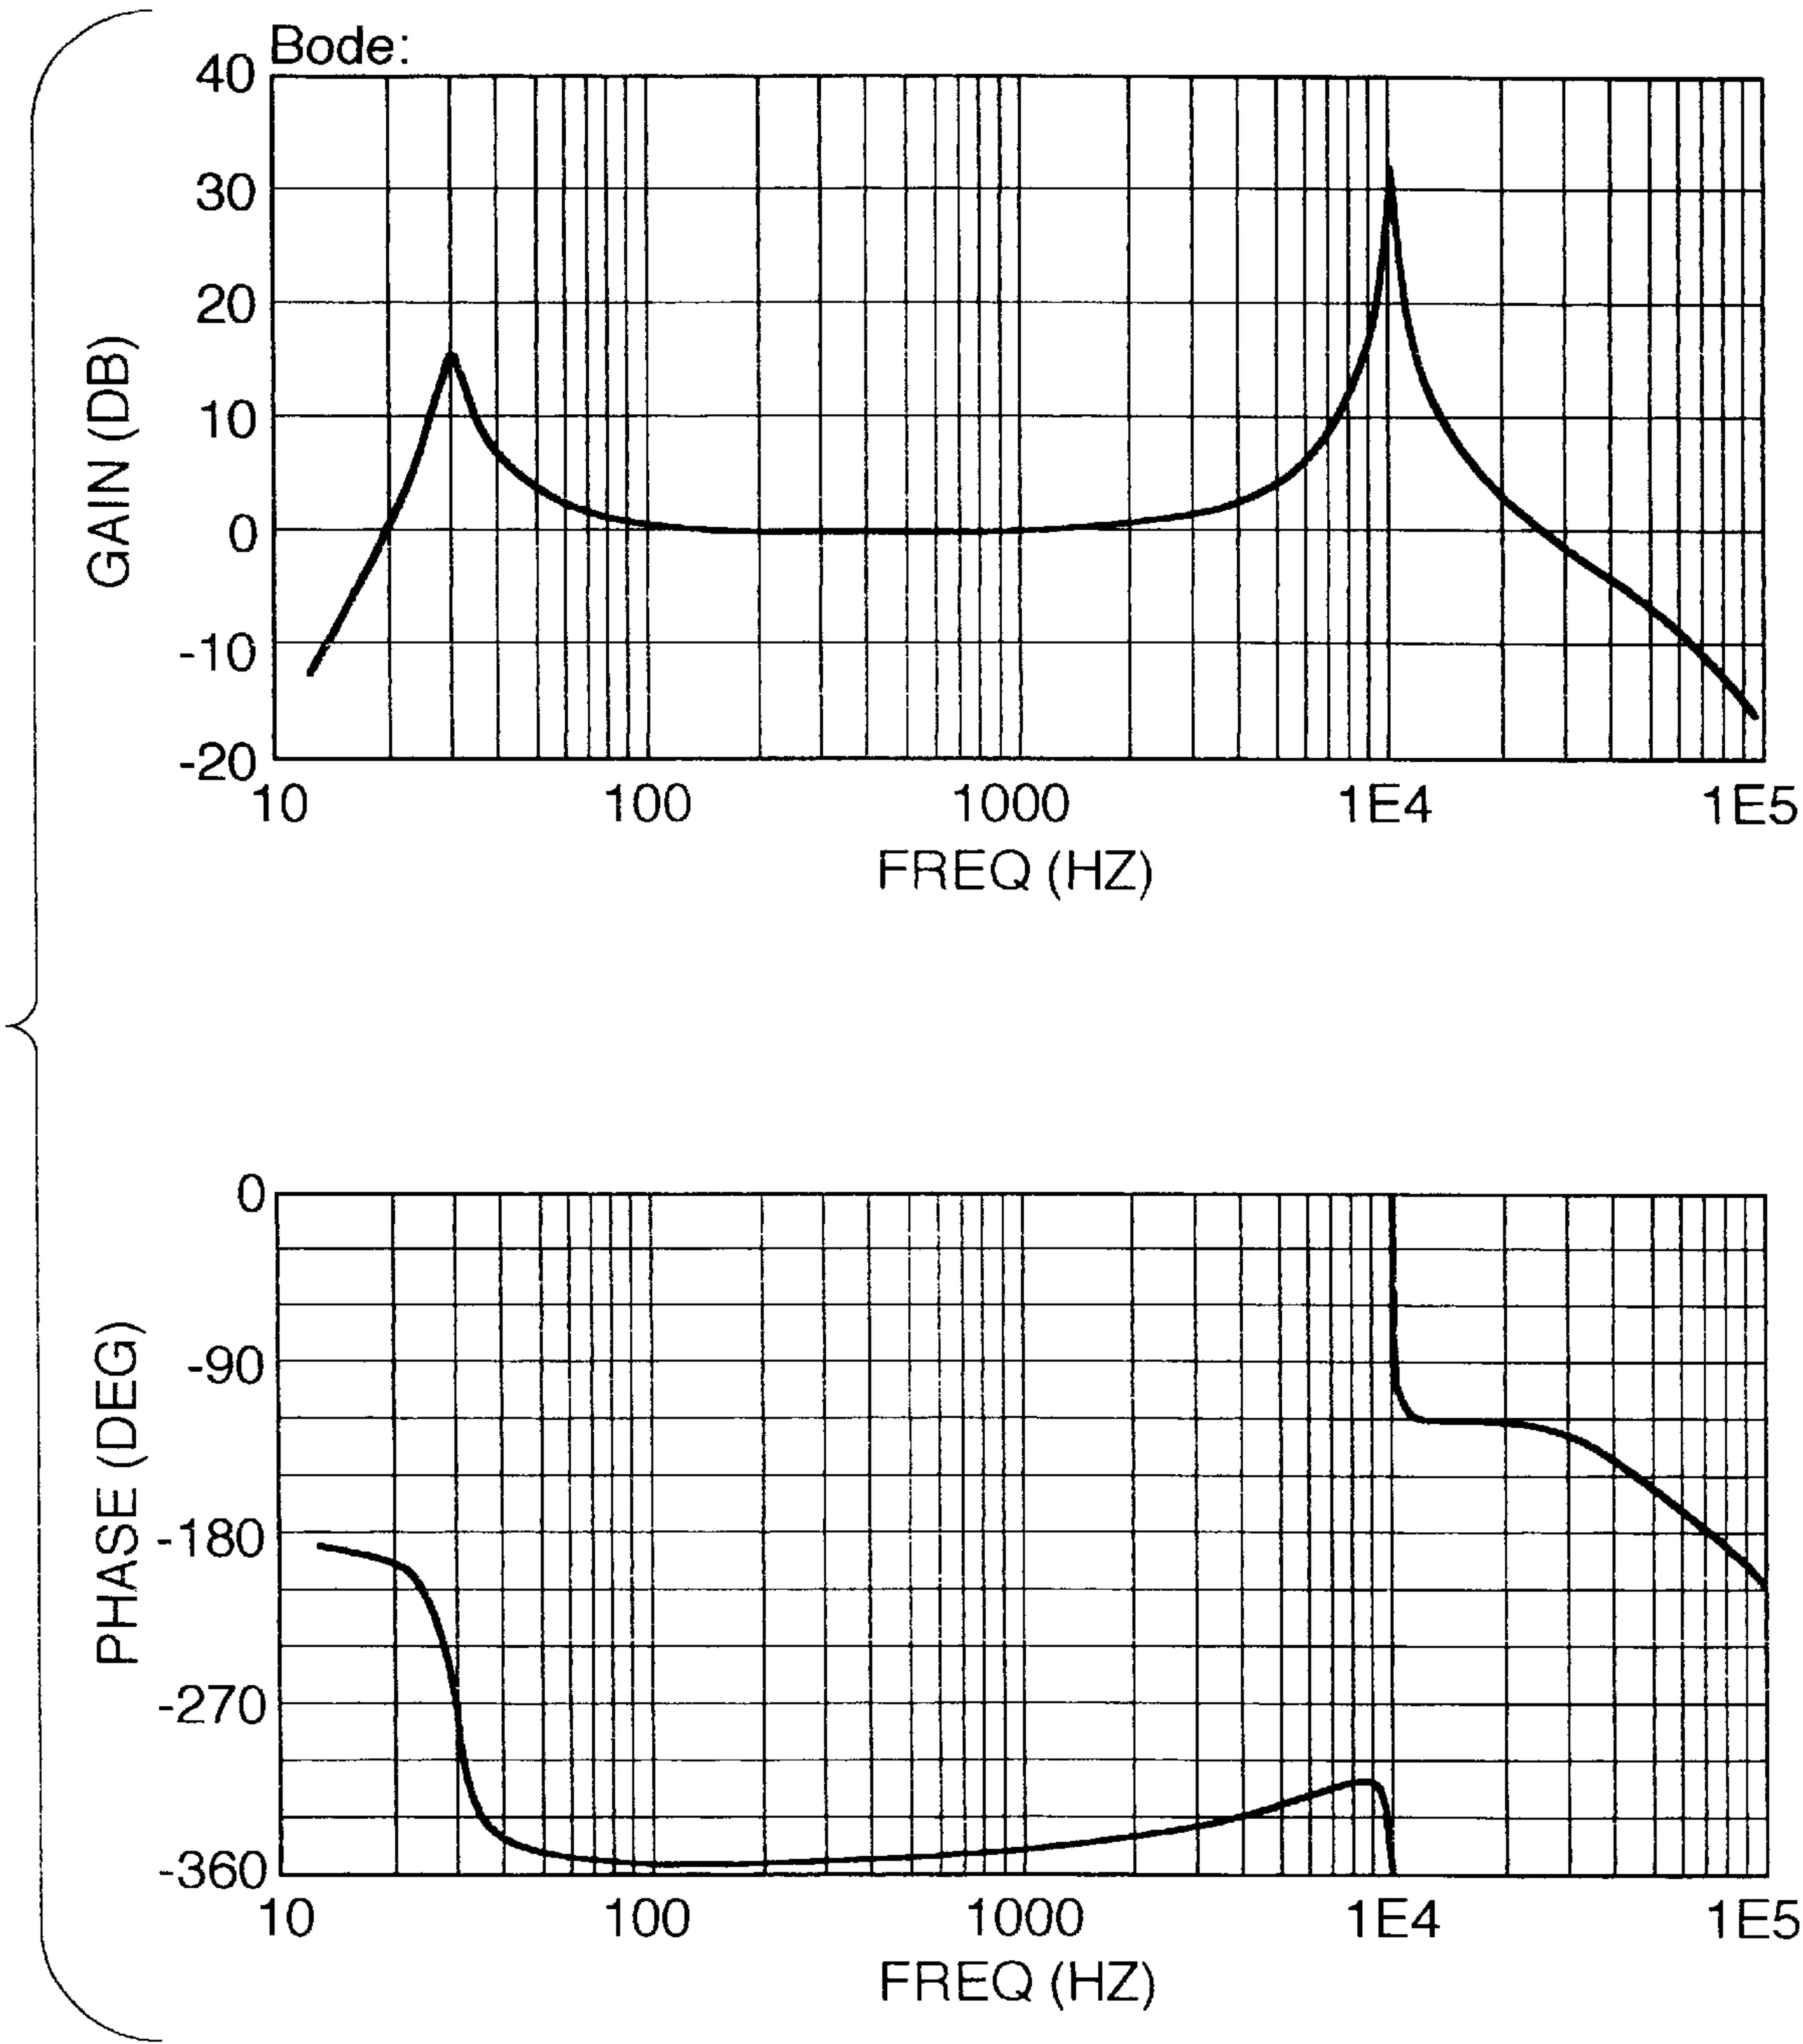 Bode:
40
30
20
10
0
-10
-20
GAIN (DB)
10 100 1000 1E4 1E5
FREQ (HZ)
0
-90
-180
-270
-360
PHASE (DEG)
10 100 1000 1E4 1E5
FREQ (HZ)